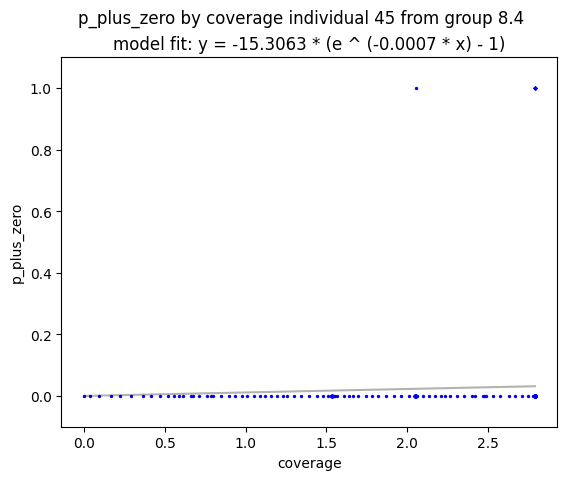 p_plus_zero by coverage individual 45 from group 8.4
model fit: y = -15.3063 * (e ^ (-0.0007 * x) - 1)
1.0
0.8
0.6
0.4
0.2
0.0
p_plus_zero
0.0 0.5 1.0 1.5 2.0 2.5
coverage